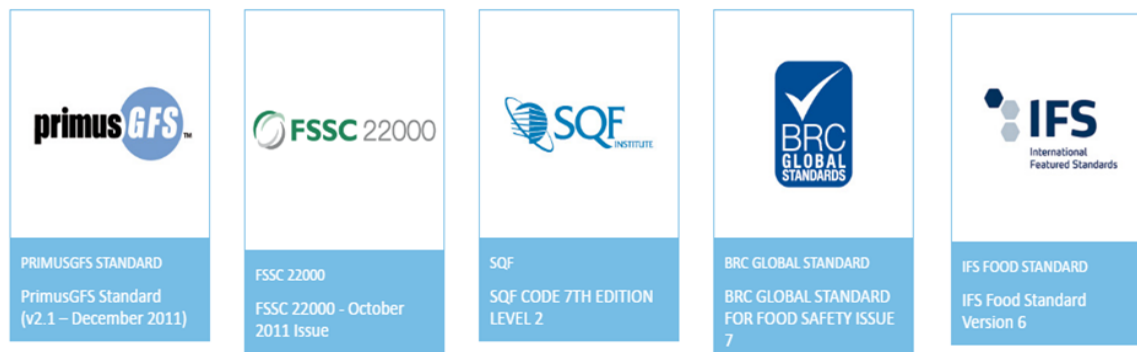 primusGFS™
PRIMUSGFS STANDARD
PrimusGFS Standard
(v2.1 – December 2011)
FSSC 22000
FSSC 22000
FSSC 22000 - October
2011 Issue
SQF
INSTITUTE
SQF
SQF CODE 7TH EDITION
LEVEL 2
BRC
GLOBAL
STANDARDS
BRC GLOBAL STANDARD
BRC GLOBAL STANDARD
FOR FOOD SAFETY ISSUE
7
IFS
International
Featured Standards
IFS FOOD STANDARD
IFS Food Standard
Version 6